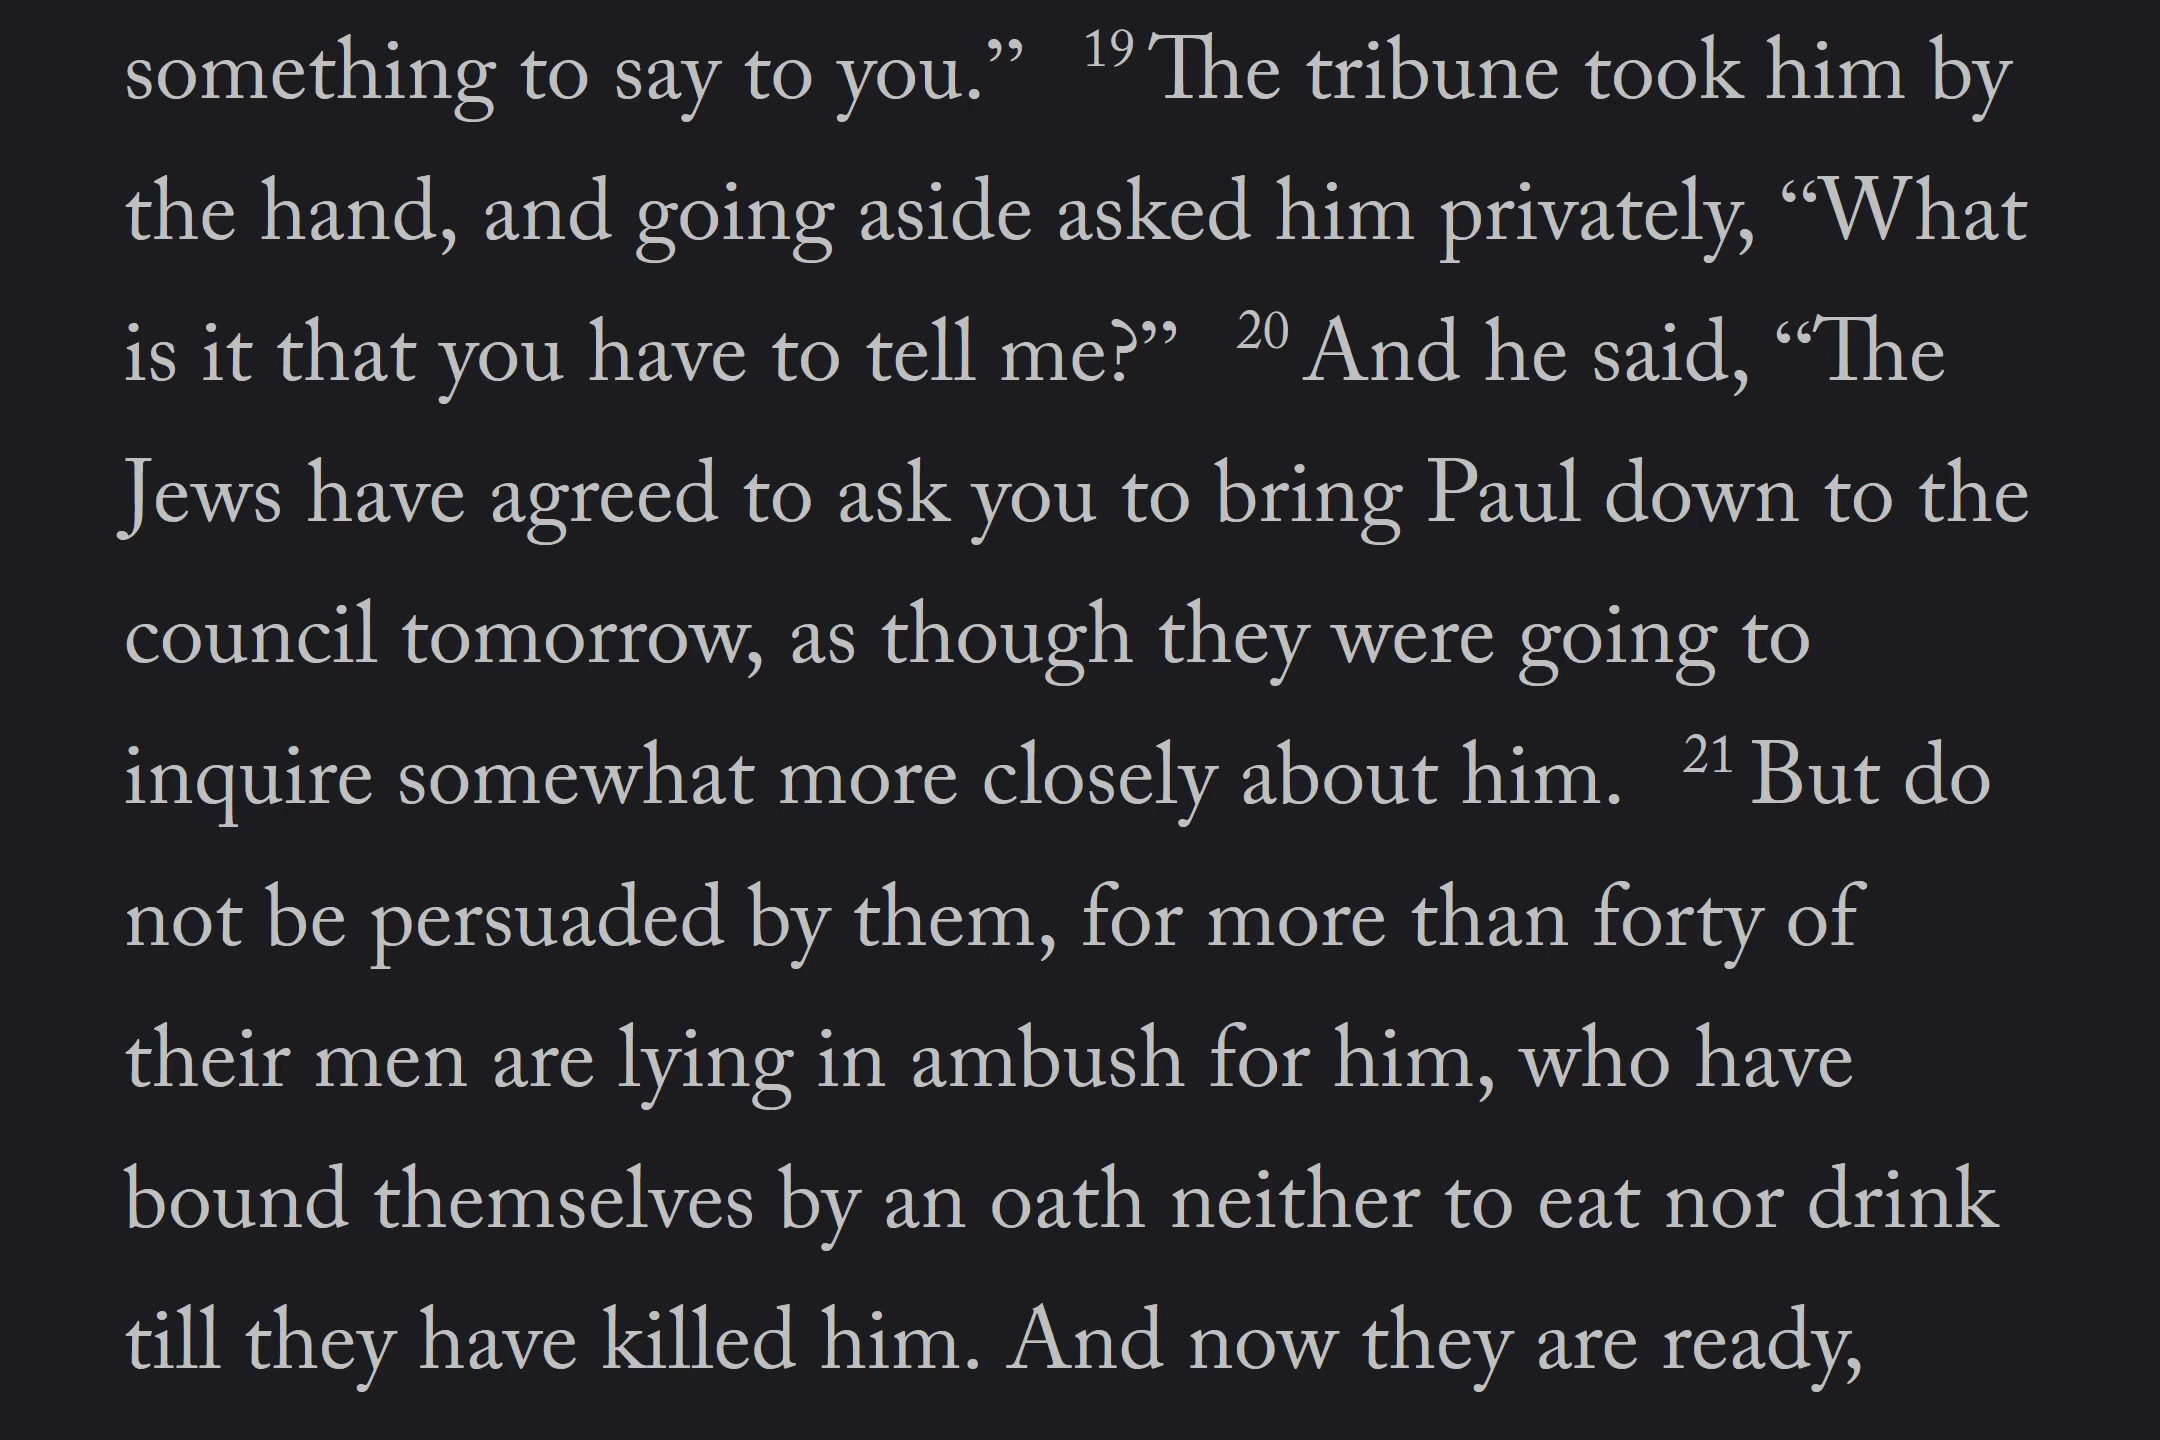 something to say to you.” 19 The tribune took him by
the hand, and going aside asked him privately, “What
is it that you have to tell me?” 20 And he said, “The
Jews have agreed to ask you to bring Paul down to the
council tomorrow, as though they were going to
inquire somewhat more closely about him. 21 But do
not be persuaded by them, for more than forty of
their men are lying in ambush for him, who have
bound themselves by an oath neither to eat nor drink
till they have killed him. And now they are ready,